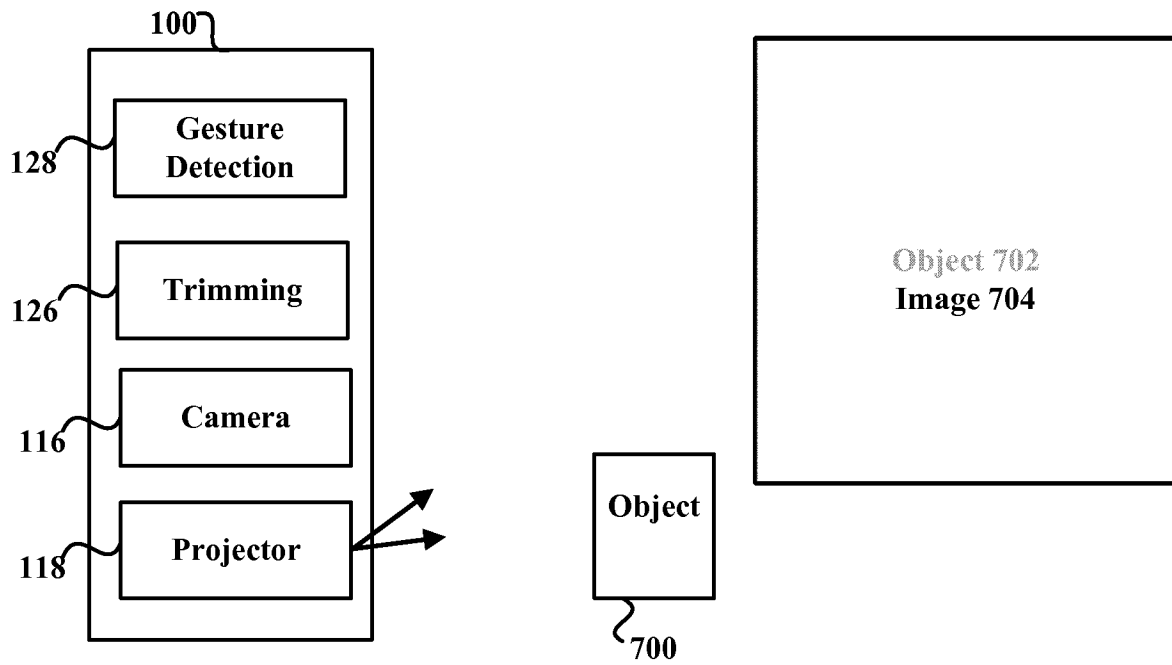 100
Gesture
Detection
128
Trimming
126
Camera
116
Projector
118
Object 702
Image 704
Object
700